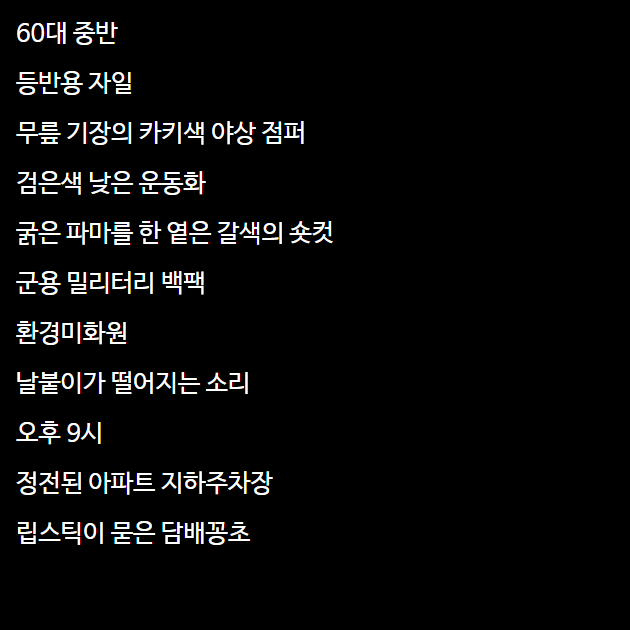 60대 중반
등반용 자일
무릎 기장의 카키색 야상 점퍼
검은색 낮은 운동화
굵은 파마를 한 옅은 갈색의 숏컷
군용 밀리터리 백팩
환경미화원
날붙이가 떨어지는 소리
오후 9시
정전된 아파트 지하주차장
립스틱이 묻은 담배꽁초